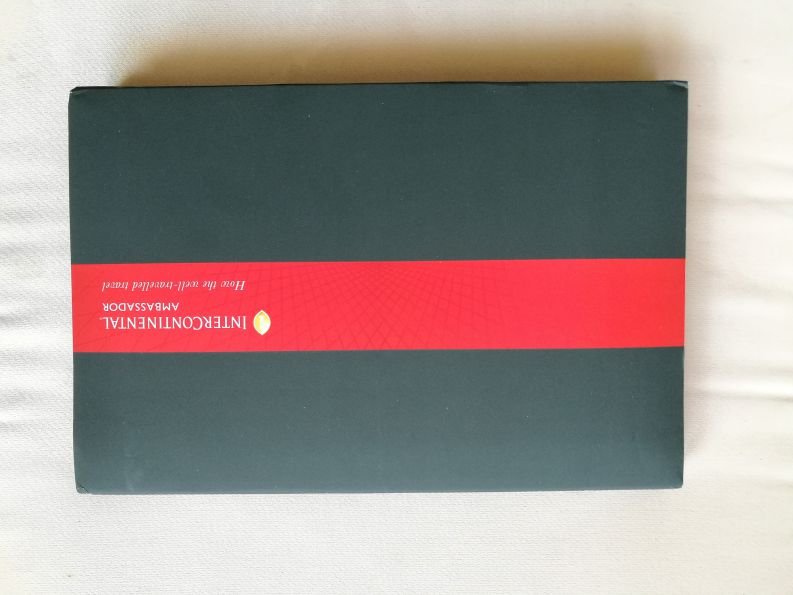 INTERCONTINENTAL
AMBASSADOR
How the well-travelled travel